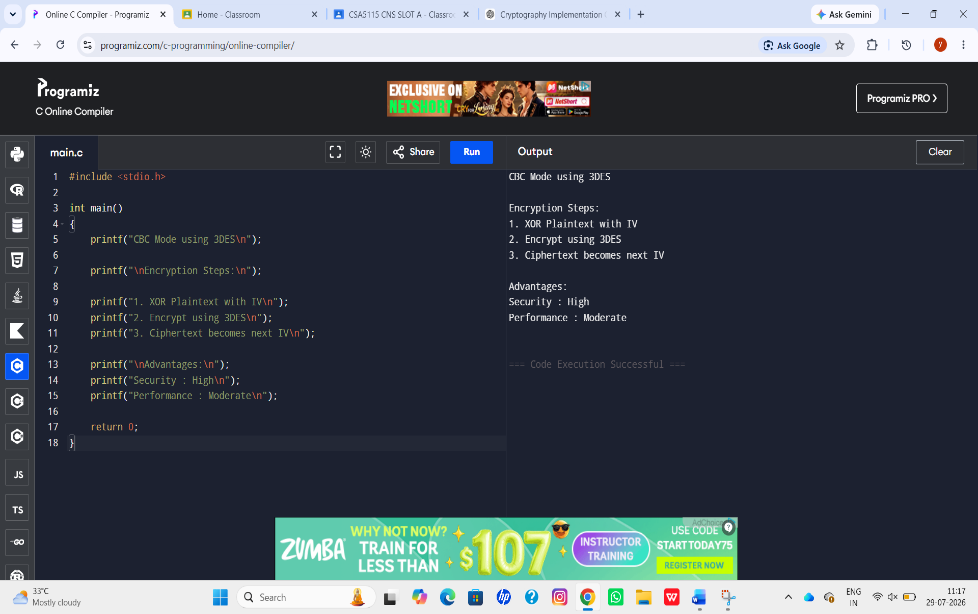 Online C Compiler - Programiz
Home - Classroom
CSA5115 CNS SLOT A - Classroo
Cryptography Implementation
Ask Gemini
programiz.com/c-programming/online-compiler/
Ask Google
y
Programiz
C Online Compiler
EXCLUSIVE ON
NETSHORT
NetShort
NetShort
Programiz PRO >
main.c
Share
Run
Output
Clear
1 #include <stdio.h>
2
3 int main()
4 {
5 printf("CBC Mode using 3DES\n");
6
7 printf("\nEncryption Steps:\n");
8
9 printf("1. XOR Plaintext with IV\n");
10 printf("2. Encrypt using 3DES\n");
11 printf("3. Ciphertext becomes next IV\n");
12
13 printf("\nAdvantages:\n");
14 printf("Security : High\n");
15 printf("Performance : Moderate\n");
16
17 return 0;
18 }
CBC Mode using 3DES
Encryption Steps:
1. XOR Plaintext with IV
2. Encrypt using 3DES
3. Ciphertext becomes next IV
Advantages:
Security : High
Performance : Moderate
=== Code Execution Successful ===
JS
TS
GO
ZUMBA
WHY NOT NOW?
TRAIN FOR
LESS THAN
$107
INSTRUCTOR
TRAINING
USE CODE
STARTTODAY75
REGISTER NOW
33°C
Mostly cloudy
Search
ENG
IN
11:17
29-07-2026